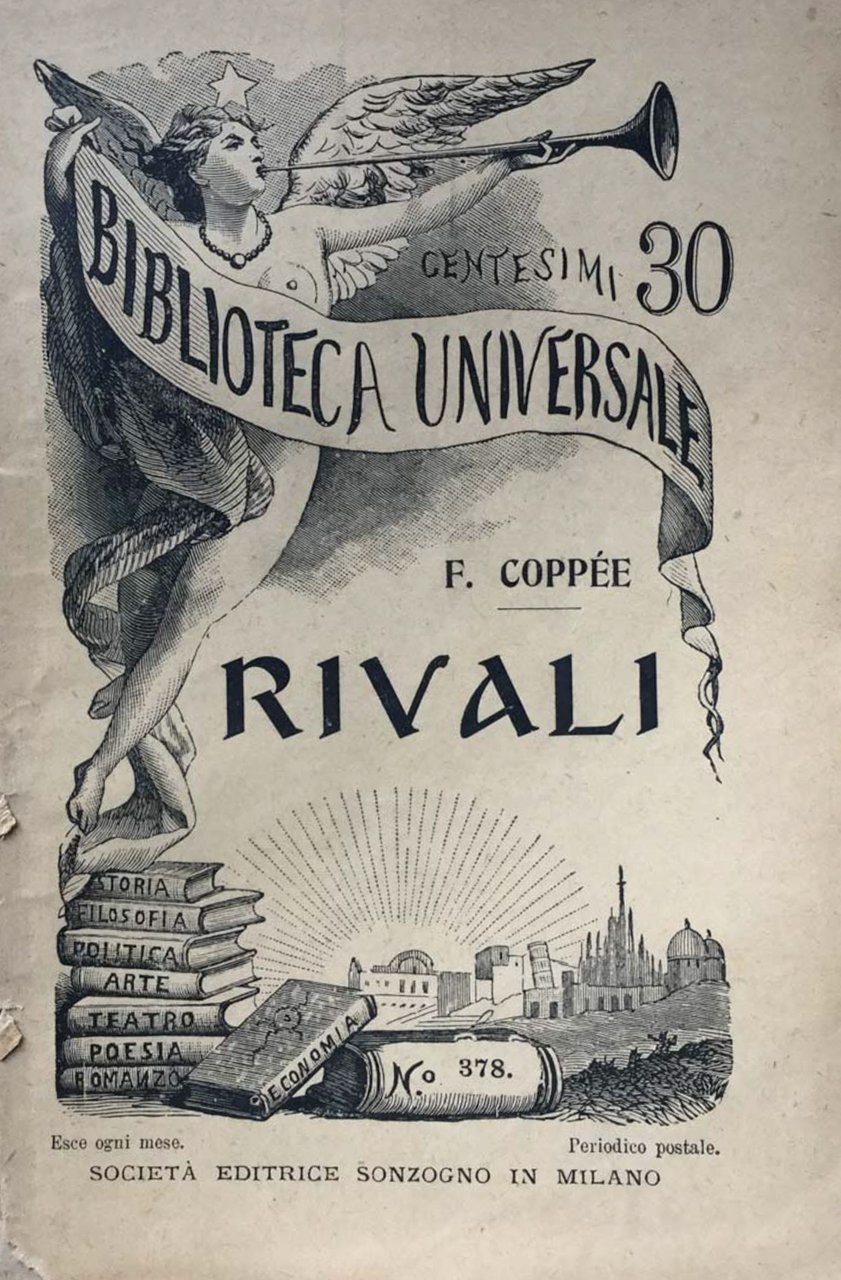 CENTESIMI 30
BIBLIOTECA UNIVERSALE
F. COPPÉE
RIVALI
STORIA
FILOSOFIA
POLITICA
ARTE
TEATRO
POESIA
ROMANZO
ECONOMIA
No 378.
Esce ogni mese.
Periodico postale.
SOCIETÀ EDITRICE SONZOGNO IN MILANO